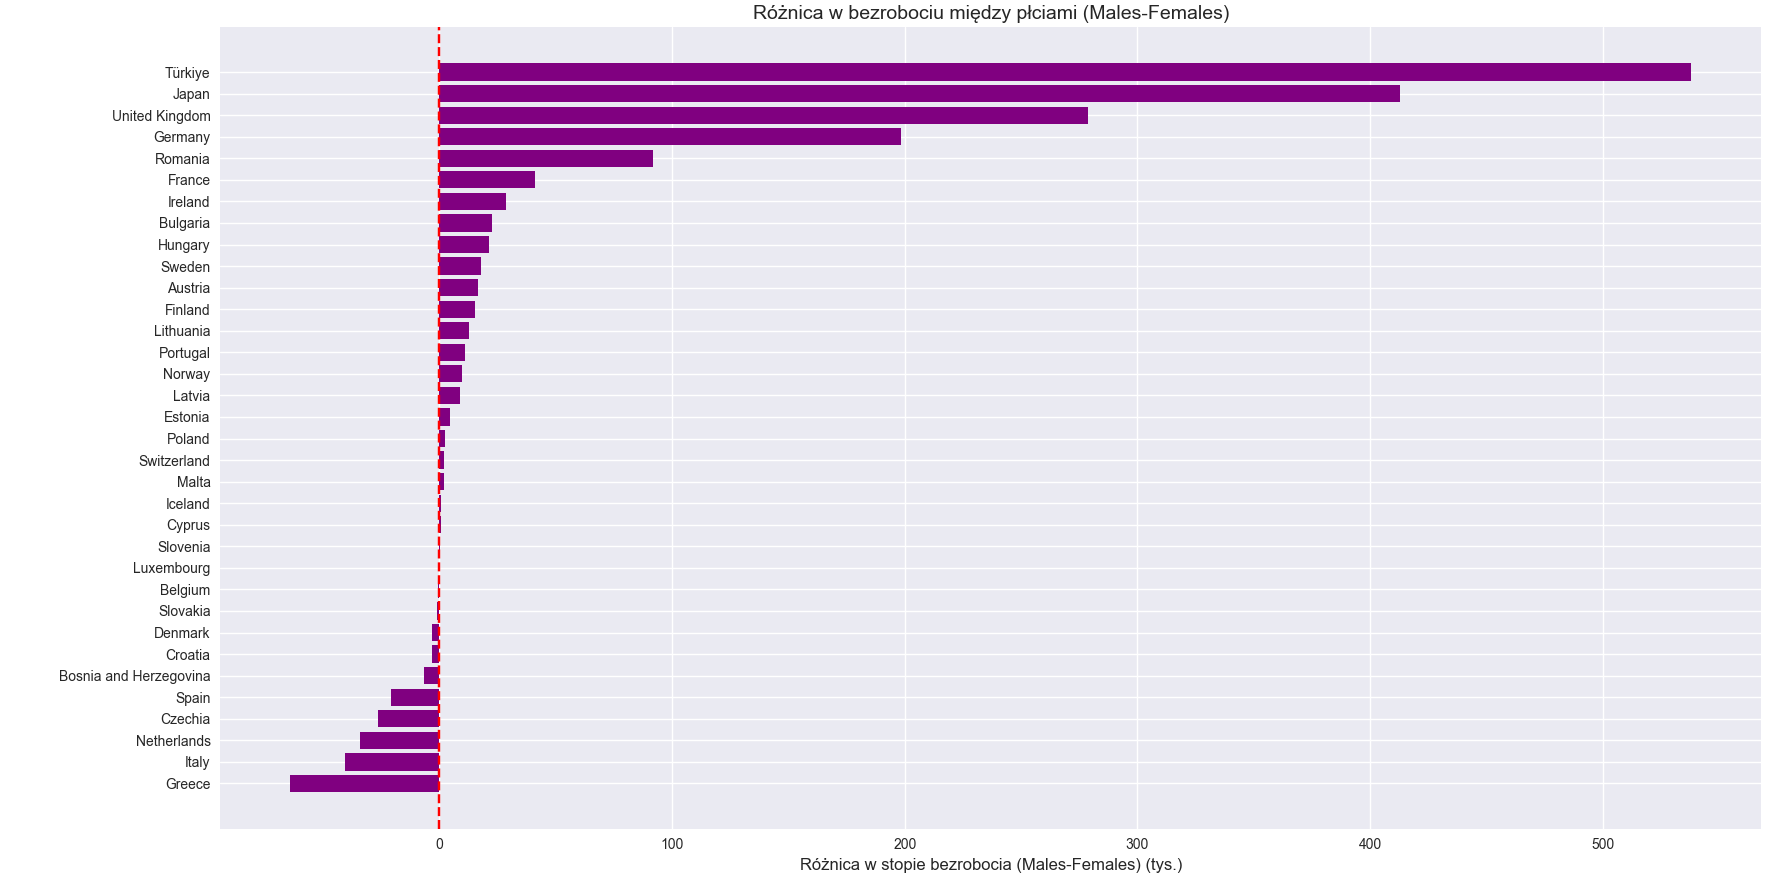 Różnica w bezrobociu między płciami (Males-Females)
Türkiye
Japan
United Kingdom
Germany
Romania
France
Ireland
Bulgaria
Hungary
Sweden
Austria
Finland
Lithuania
Portugal
Norway
Latvia
Estonia
Poland
Switzerland
Malta
Iceland
Cyprus
Slovenia
Luxembourg
Belgium
Slovakia
Denmark
Croatia
Bosnia and Herzegovina
Spain
Czechia
Netherlands
Italy
Greece
0 100 200 300 400 500
Różnica w stopie bezrobocia (Males-Females) (tys.)